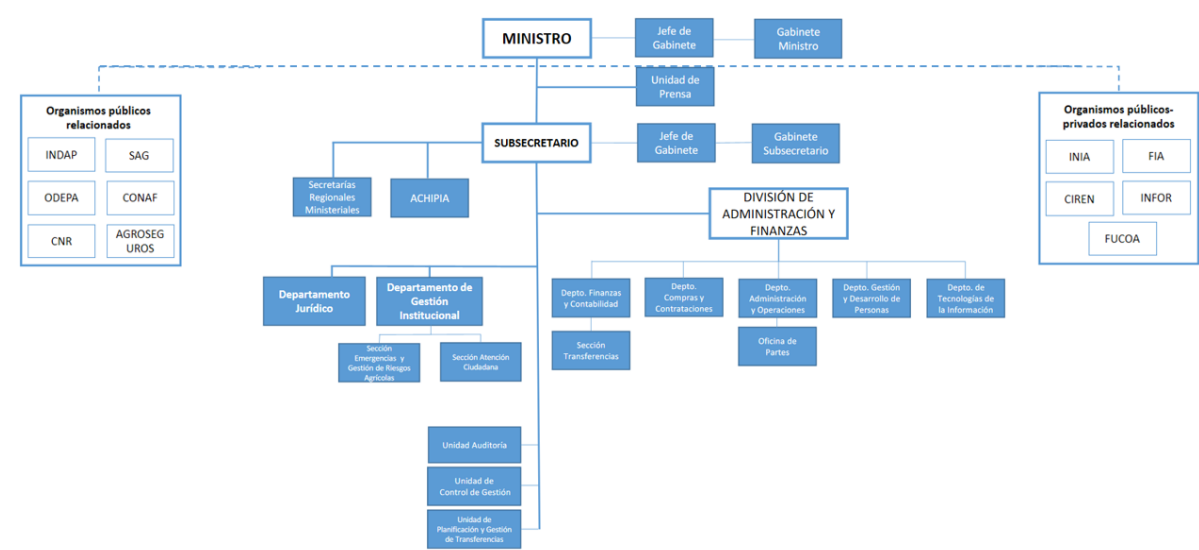 MINISTRO
Jefe de
Gabinete
Gabinete
Ministro
Unidad de
Prensa
Organismos públicos
relacionados
INDAP
SAG
ODEPA
CONAF
CNR
AGROSEG
UROS
Organismos públicos-
privados relacionados
INIA
FIA
CIREN
INFOR
FUCOA
SUBSECRETARIO
Jefe de
Gabinete
Gabinete
Subsecretario
Secretarías
Regionales
Ministeriales
ACHIPIA
DIVISIÓN DE
ADMINISTRACIÓN Y
FINANZAS
Departamento
Jurídico
Departamento de
Gestión
Institucional
Depto. Finanzas
y Contabilidad
Depto.
Compras y
Contrataciones
Depto.
Administración
y Operaciones
Depto. Gestión
y Desarrollo de
Personas
Depto. de
Tecnologías de
la Información
Sección
Emergencias y
Gestión de Riesgos
Agrícolas
Sección Atención
Ciudadana
Sección
Transferencias
Oficina de
Partes
Unidad Auditoría
Unidad de
Control de Gestión
Unidad de
Planificación y Gestión
de Transferencias